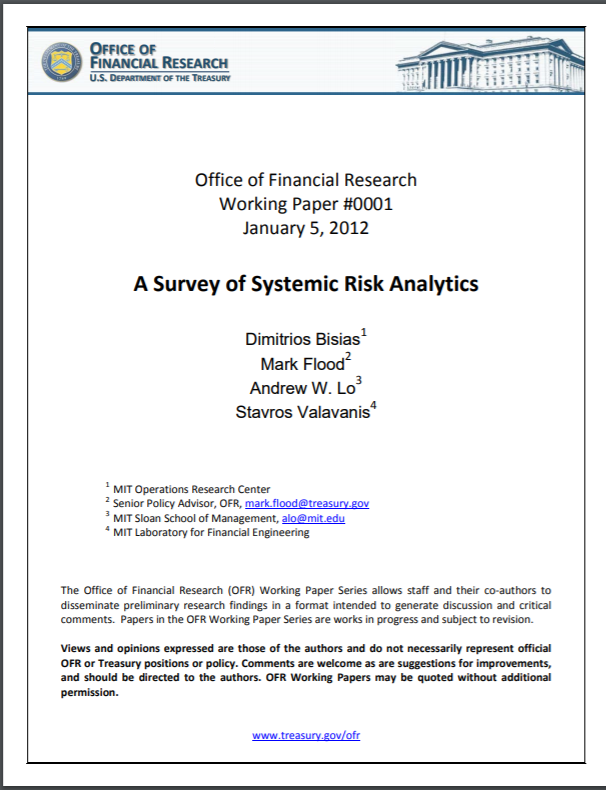 OFFICE OF
FINANCIAL RESEARCH
U.S. DEPARTMENT OF THE TREASURY
Office of Financial Research
Working Paper #0001
January 5, 2012
A Survey of Systemic Risk Analytics
Dimitrios Bisias1
Mark Flood2
Andrew W. Lo3
Stavros Valavanis4
1 MIT Operations Research Center
2 Senior Policy Advisor, OFR, mark.flood@treasury.gov
3 MIT Sloan School of Management, alo@mit.edu
4 MIT Laboratory for Financial Engineering
The Office of Financial Research (OFR) Working Paper Series allows staff and their co-authors to
disseminate preliminary research findings in a format intended to generate discussion and critical
comments. Papers in the OFR Working Paper Series are works in progress and subject to revision.
Views and opinions expressed are those of the authors and do not necessarily represent official
OFR or Treasury positions or policy. Comments are welcome as are suggestions for improvements,
and should be directed to the authors. OFR Working Papers may be quoted without additional
permission.
www.treasury.gov/ofr